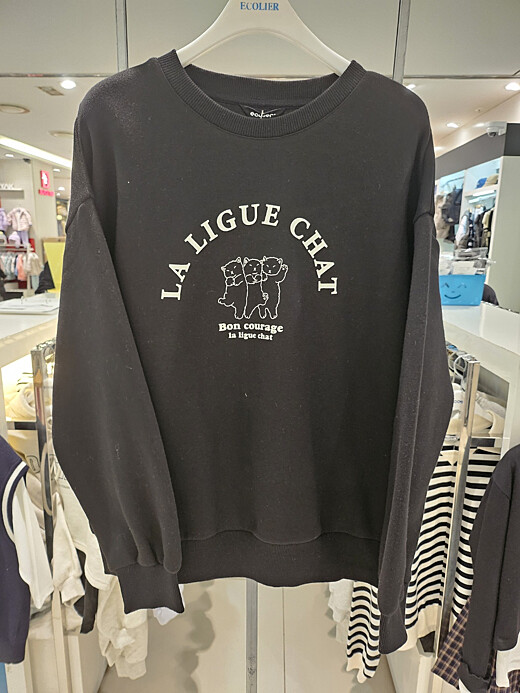 ECOLIER
LA LIGUE CHAT
Bon courage
la ligue chat